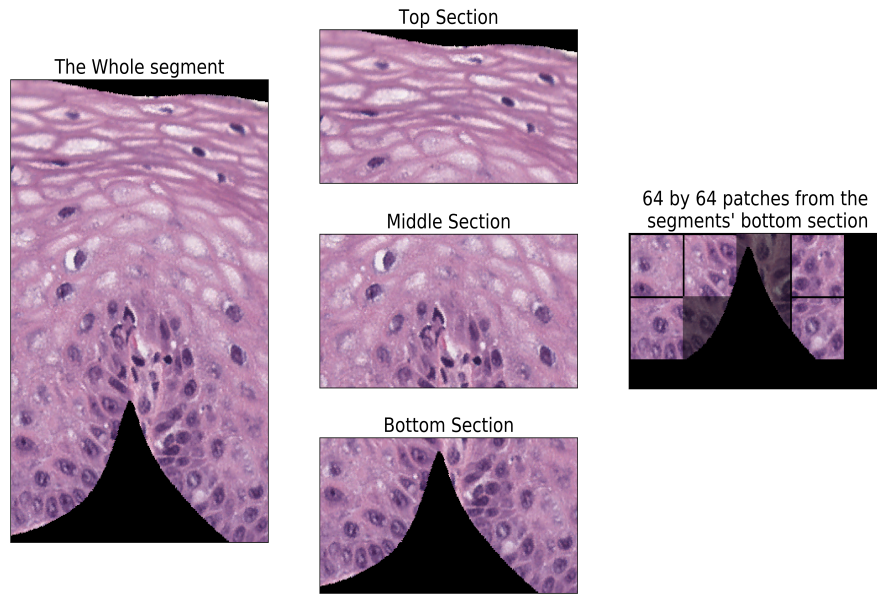 The Whole segment
Top Section
Middle Section
Bottom Section
64 by 64 patches from the
segments' bottom section